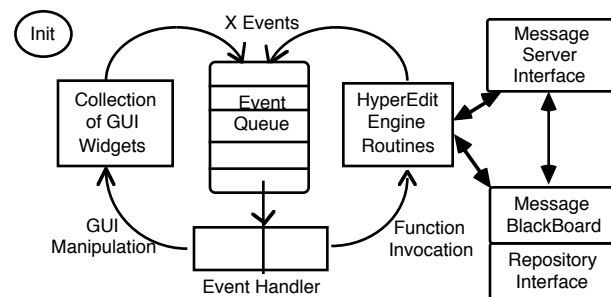 Init
X Events
Message
Server
Interface
Collection
of GUI
Widgets
Event
Queue
HyperEdit
Engine
Routines
GUI
Manipulation
Function
Invocation
Message
BlackBoard
Repository
Interface
Event Handler